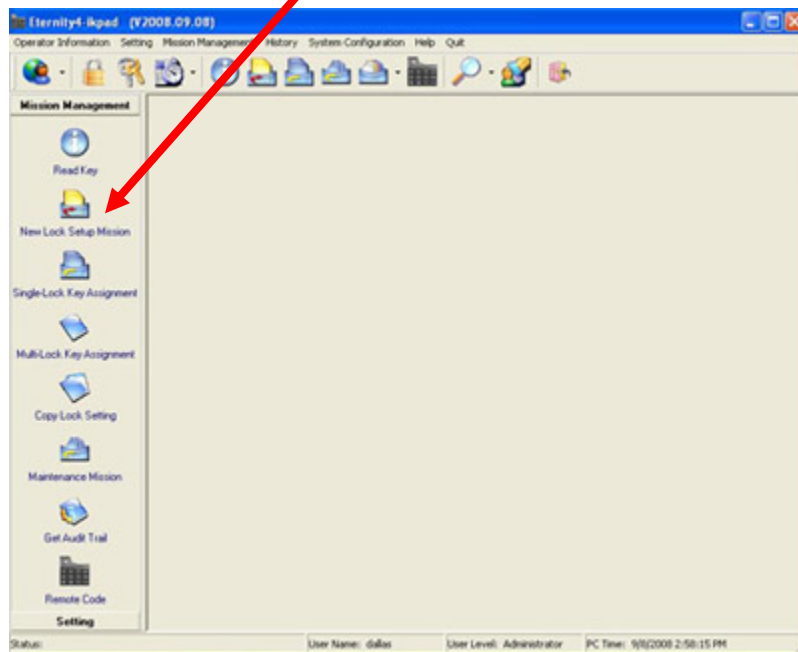 Eternity4-ikpad (V2008.09.08)
Operator Information Setting Mission Management History System Configuration Help Quit
Mission Management
Read Key
New Lock Setup Mission
Single-Lock Key Assignment
Multi-Lock Key Assignment
Copy Lock Setting
Maintenance Mission
Get Audit Trail
Remote Code
Setting
Status: User Name: dallas User Level: Administrator PC Time: 9/8/2008 2:58:15 PM